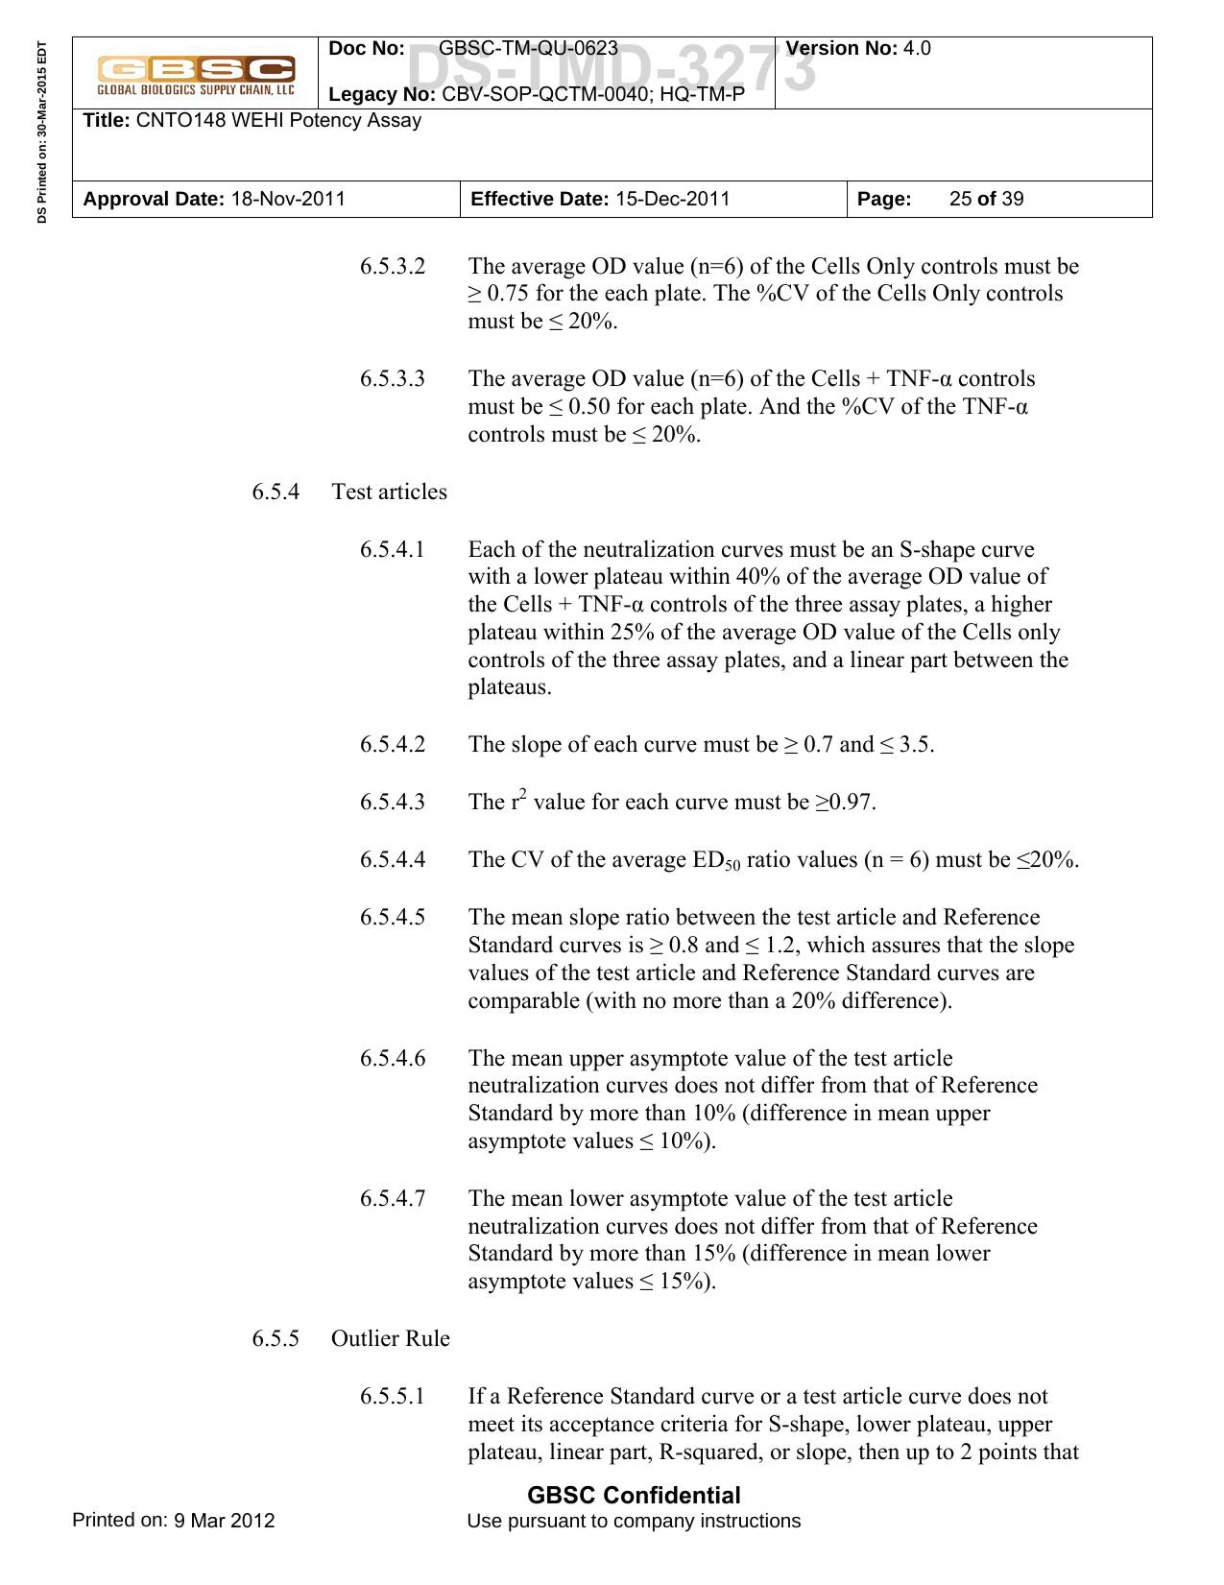 DS Printed on: 30-Mar-2015 EDT
GBSC
GLOBAL BIOLOGICS SUPPLY CHAIN, LLC
Doc No: GBSC-TM-QU-0623
DS-TMD-3273
Legacy No: CBV-SOP-QCTM-0040; HQ-TM-P
Version No: 4.0
Title: CNTO148 WEHI Potency Assay
Approval Date: 18-Nov-2011
Effective Date: 15-Dec-2011
Page: 25 of 39
6.5.3.2 The average OD value (n=6) of the Cells Only controls must be
≥ 0.75 for the each plate. The %CV of the Cells Only controls
must be ≤ 20%.
6.5.3.3 The average OD value (n=6) of the Cells + TNF-α controls
must be ≤ 0.50 for each plate. And the %CV of the TNF-α
controls must be ≤ 20%.
6.5.4 Test articles
6.5.4.1 Each of the neutralization curves must be an S-shape curve
with a lower plateau within 40% of the average OD value of
the Cells + TNF-α controls of the three assay plates, a higher
plateau within 25% of the average OD value of the Cells only
controls of the three assay plates, and a linear part between the
plateaus.
6.5.4.2 The slope of each curve must be ≥ 0.7 and ≤ 3.5.
6.5.4.3 The r² value for each curve must be ≥0.97.
6.5.4.4 The CV of the average ED₅₀ ratio values (n = 6) must be ≤20%.
6.5.4.5 The mean slope ratio between the test article and Reference
Standard curves is ≥ 0.8 and ≤ 1.2, which assures that the slope
values of the test article and Reference Standard curves are
comparable (with no more than a 20% difference).
6.5.4.6 The mean upper asymptote value of the test article
neutralization curves does not differ from that of Reference
Standard by more than 10% (difference in mean upper
asymptote values ≤ 10%).
6.5.4.7 The mean lower asymptote value of the test article
neutralization curves does not differ from that of Reference
Standard by more than 15% (difference in mean lower
asymptote values ≤ 15%).
6.5.5 Outlier Rule
6.5.5.1 If a Reference Standard curve or a test article curve does not
meet its acceptance criteria for S-shape, lower plateau, upper
plateau, linear part, R-squared, or slope, then up to 2 points that
GBSC Confidential
Printed on: 9 Mar 2012
Use pursuant to company instructions